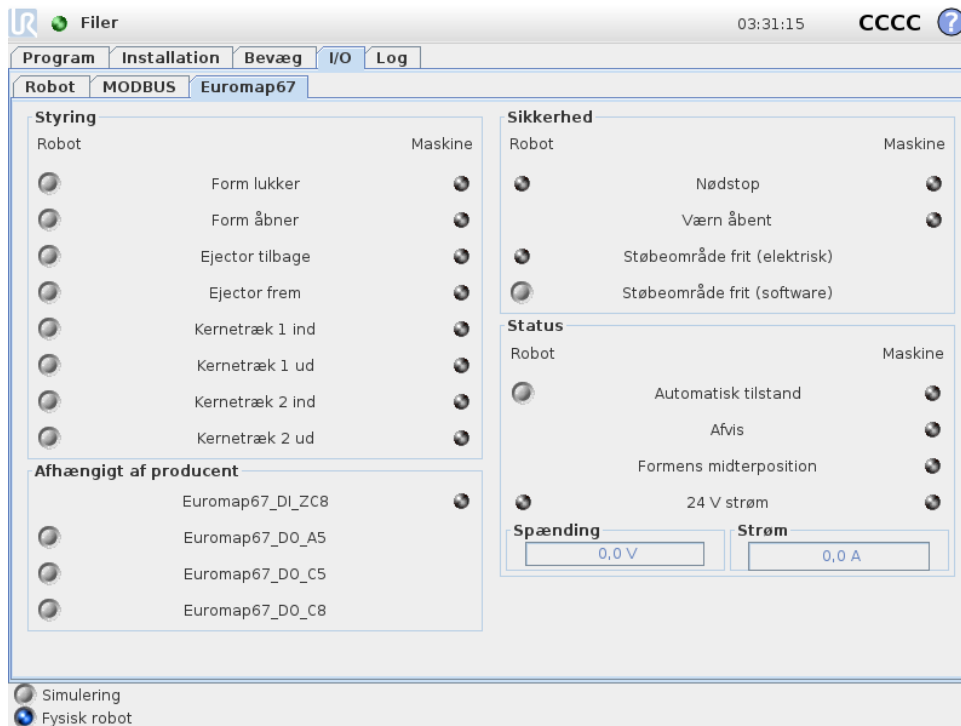 UR Filer 03:31:15 CCCC ?
Program Installation Bevæg I/O Log
Robot MODBUS Euromap67
Styring
Robot Maskine
Form lukker
Form åbner
Ejector tilbage
Ejector frem
Kernetræk 1 ind
Kernetræk 1 ud
Kernetræk 2 ind
Kernetræk 2 ud
Afhængigt af producent
Euromap67_DI_ZC8
Euromap67_DO_A5
Euromap67_DO_C5
Euromap67_DO_C8
Sikkerhed
Robot Maskine
Nødstop
Værn åbent
Støbeområde frit (elektrisk)
Støbeområde frit (software)
Status
Robot Maskine
Automatisk tilstand
Afvis
Formens midterposition
24 V strøm
Spænding Strøm
0,0 V 0,0 A
Simulering
Fysisk robot